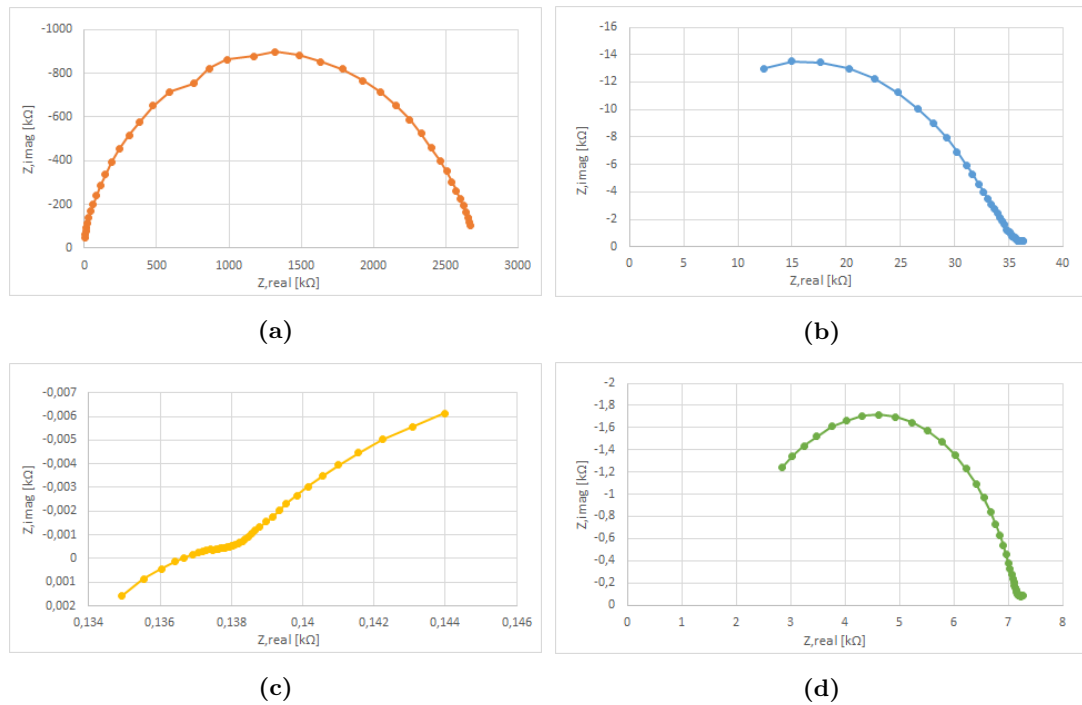 Z,imag [kΩ]
-1000
-800
-600
-400
-200
0
0 500 1000 1500 2000 2500 3000
Z,real [kΩ]
(a)
Z,imag [kΩ]
-16
-14
-12
-10
-8
-6
-4
-2
0
0 5 10 15 20 25 30 35 40
Z,real [kΩ]
(b)
Z,imag [kΩ]
-0,007
-0,006
-0,005
-0,004
-0,003
-0,002
-0,001
0
0,001
0,002
0,134 0,136 0,138 0,14 0,142 0,144 0,146
Z,real [kΩ]
(c)
Z,imag [kΩ]
-2
-1,8
-1,6
-1,4
-1,2
-1
-0,8
-0,6
-0,4
-0,2
0
0 1 2 3 4 5 6 7 8
Z,real [kΩ]
(d)